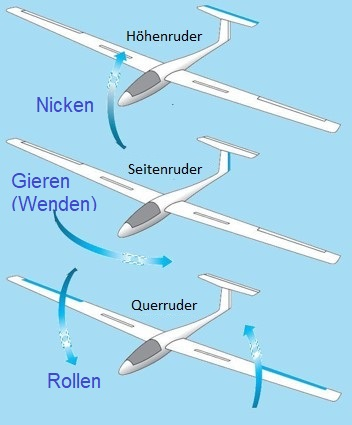 Höhenruder
Nicken
Seitenruder
Gieren
(Wenden)
Querruder
Rollen